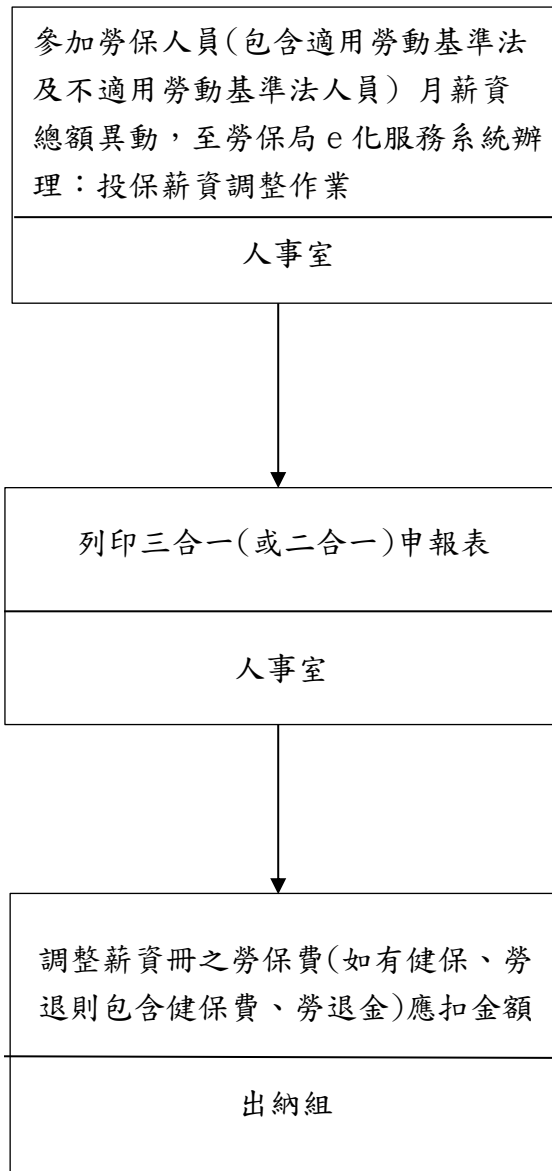 參加勞保人員(包含適用勞動基準法
及不適用勞動基準法人員) 月薪資
總額異動，至勞保局 e 化服務系統辦
理：投保薪資調整作業
人事室
列印三合一(或二合一)申報表
人事室
調整薪資冊之勞保費(如有健保、勞
退則包含健保費、勞退金)應扣金額
出納組